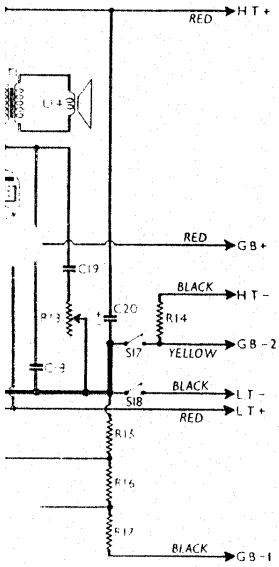 HT+
RED
L14
RED
GB+
C19
BLACK
HT-
R13
C20
+
R14
S17
YELLOW
GB-2
C18
BLACK
LT-
S18
LT+
RED
R15
R16
R17
BLACK
GB-1